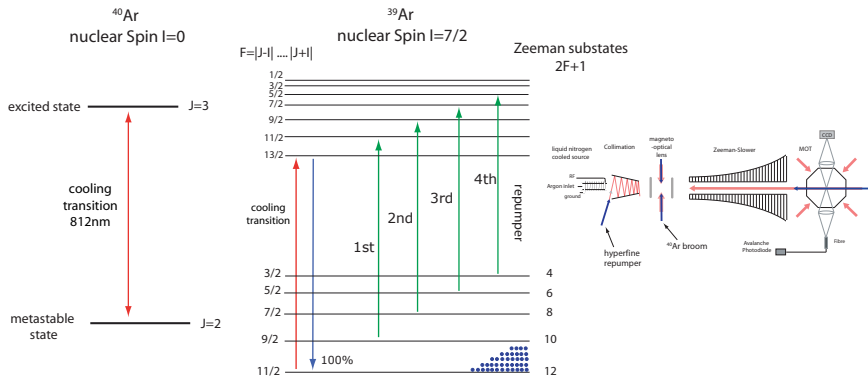 40Ar
nuclear Spin I=0
excited state
J=3
cooling
transition
812nm
metastable
state
J=2
39Ar
nuclear Spin I=7/2
F=|J-I| .... |J+I|
Zeeman substates
2F+1
1/2
3/2
5/2
7/2
9/2
11/2
13/2
cooling
transition
1st
2nd
3rd
4th
repumper
3/2
4
5/2
6
7/2
8
9/2
10
100%
11/2
12
liquid nitrogen
cooled source
Collimation
magneto
-optical
lens
Zeeman-Slower
MOT
CCD
RF
Argon inlet
ground
hyperfine
repumper
40Ar broom
Avalanche
Photodiode
Fibre